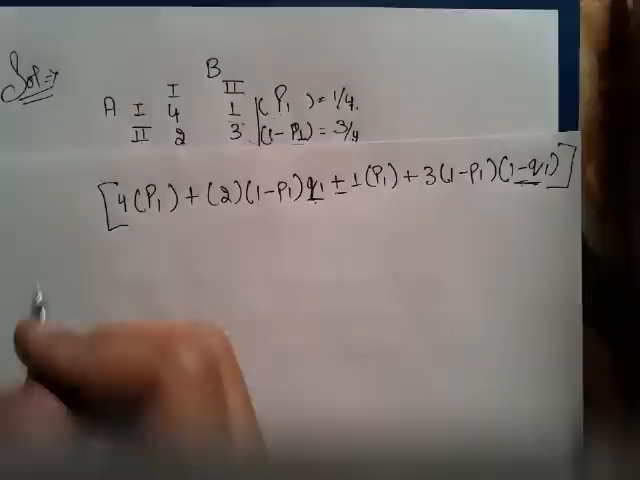 Sol⇒
B
I II
A I 4 1 | (P₁) = 1/4.
II 2 3 | (1-P₁) = 3/4
[4(P₁) + (2)(1-P₁)q₁ ± 1(P₁) + 3(1-P₁)(1-q₁)]